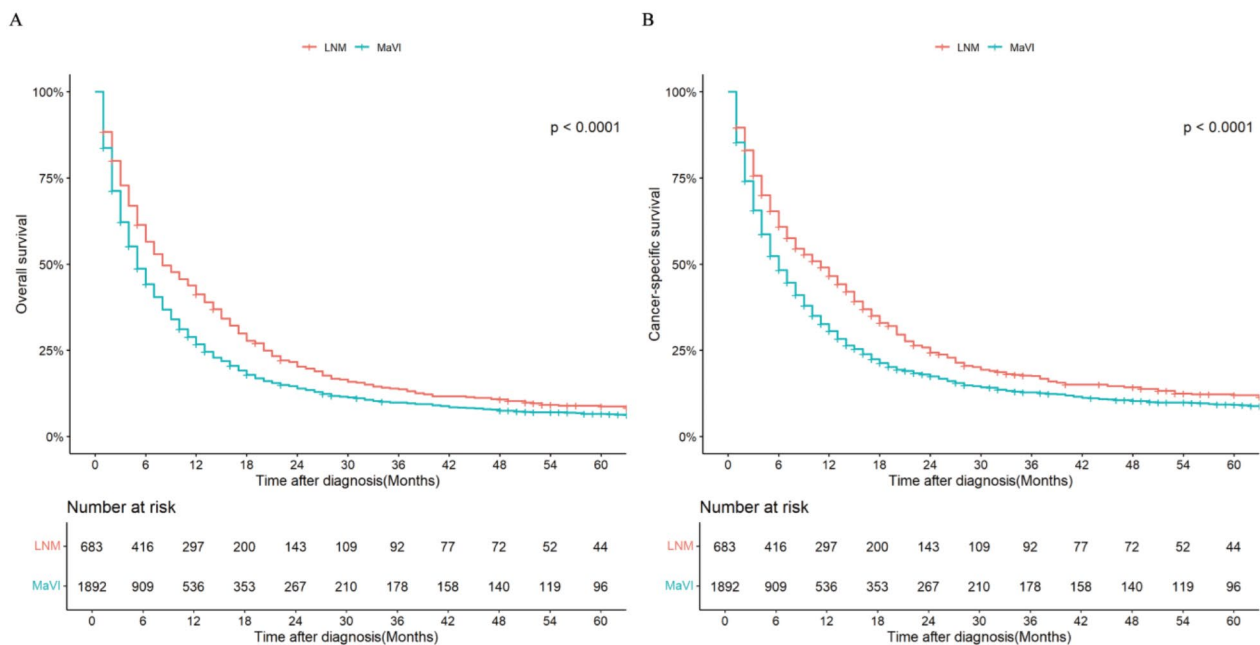 A
LNM MaVI
100%
75%
50%
25%
0%
Overall survival
p < 0.0001
0 6 12 18 24 30 36 42 48 54 60
Time after diagnosis(Months)
Number at risk
LNM 683 416 297 200 143 109 92 77 72 52 44
MaVI 1892 909 536 353 267 210 178 158 140 119 96
0 6 12 18 24 30 36 42 48 54 60
Time after diagnosis(Months)
B
LNM MaVI
100%
75%
50%
25%
0%
Cancer-specific survival
p < 0.0001
0 6 12 18 24 30 36 42 48 54 60
Time after diagnosis(Months)
Number at risk
LNM 683 416 297 200 143 109 92 77 72 52 44
MaVI 1892 909 536 353 267 210 178 158 140 119 96
0 6 12 18 24 30 36 42 48 54 60
Time after diagnosis(Months)